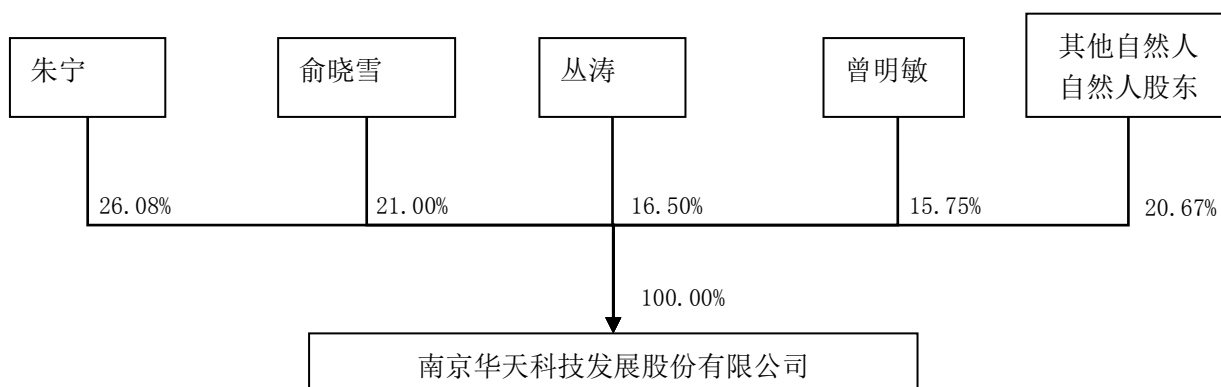 朱宁
俞晓雪
丛涛
曾明敏
其他自然人
自然人股东
26.08%
21.00%
16.50%
15.75%
20.67%
100.00%
南京华天科技发展股份有限公司